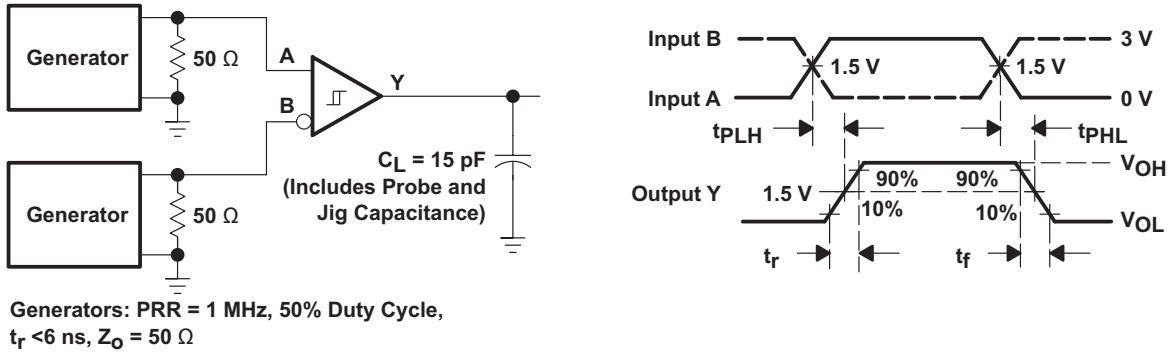 Generator
50 Ω
A
B
Y
Generator
50 Ω
CL = 15 pF
(Includes Probe and
Jig Capacitance)
Generators: PRR = 1 MHz, 50% Duty Cycle,
tr <6 ns, Zo = 50 Ω
Input B
3 V
1.5 V
1.5 V
Input A
0 V
tPLH
tPHL
VOH
90%
90%
Output Y
1.5 V
10%
10%
VOL
tr
tf